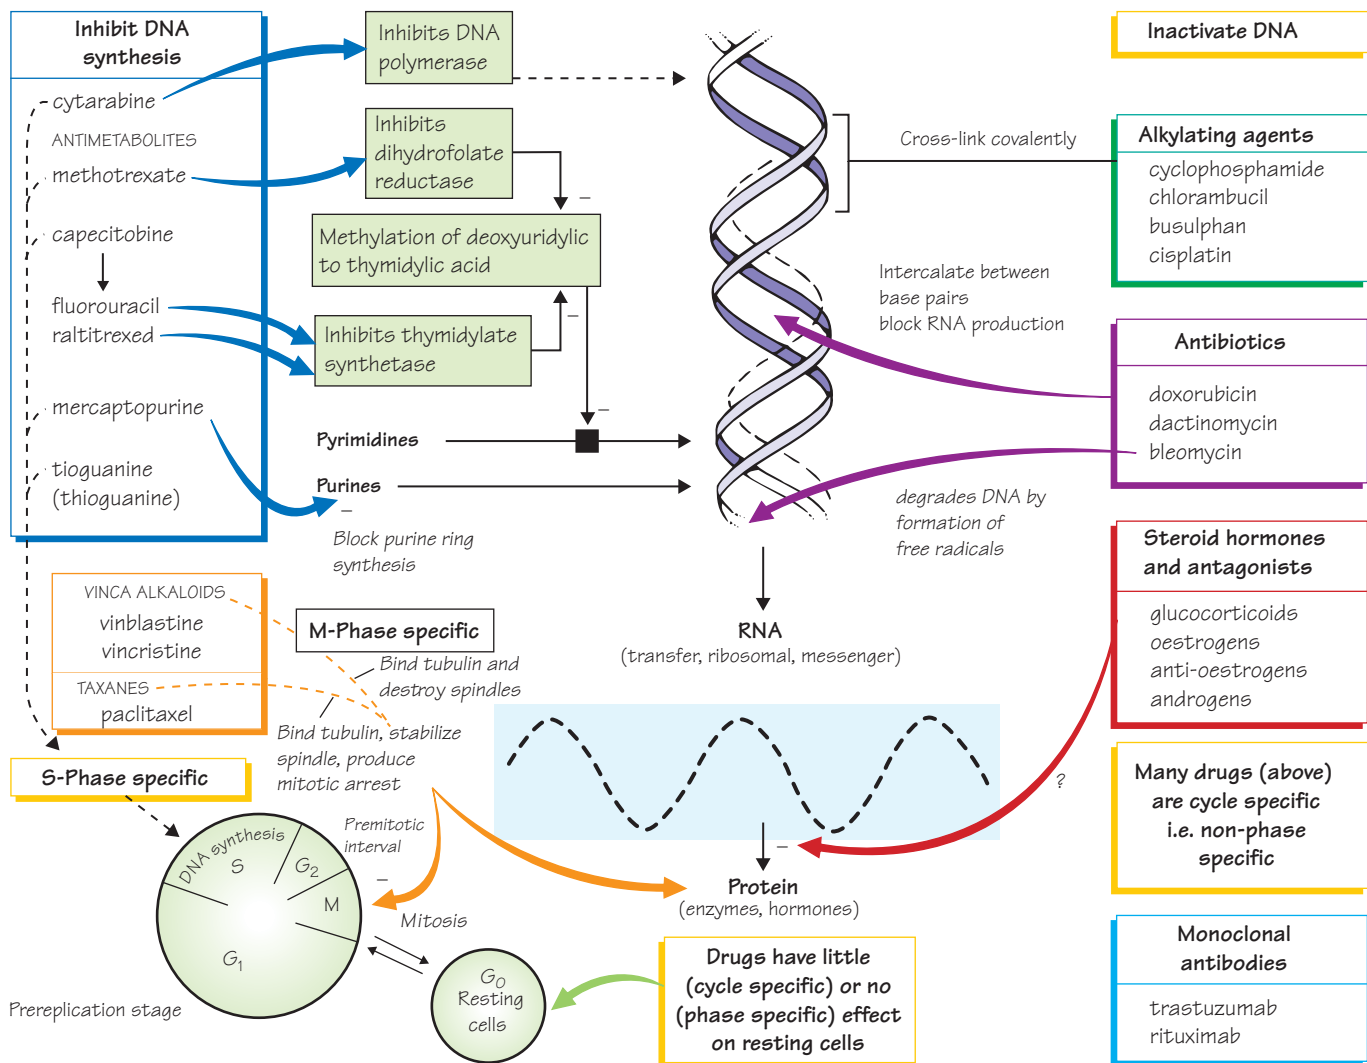 Inhibit DNA
synthesis
cytarabine
ANTIMETABOLITES
methotrexate
capecitobine
fluorouracil
raltitrexed
mercaptopurine
tioguanine
(thioguanine)
Inhibits DNA
polymerase
Inhibits
dihydrofolate
reductase
–
Methylation of deoxyuridylic
to thymidylic acid
–
Inhibits thymidylate
synthetase
–
Pyrimidines
Purines
–
Block purine ring
synthesis
Inactivate DNA
Cross-link covalently
Alkylating agents
cyclophosphamide
chlorambucil
busulphan
cisplatin
Intercalate between
base pairs
block RNA production
Antibiotics
doxorubicin
dactinomycin
bleomycin
degrades DNA by
formation of
free radicals
Steroid hormones
and antagonists
glucocorticoids
oestrogens
anti-oestrogens
androgens
?
RNA
(transfer, ribosomal, messenger)
–
Protein
(enzymes, hormones)
VINCA ALKALOIDS
vinblastine
vincristine
TAXANES
paclitaxel
M-Phase specific
Bind tubulin and
destroy spindles
Bind tubulin, stabilize
spindle, produce
mitotic arrest
S-Phase specific
DNA synthesis
S
G2
M
G1
Premitotic
interval
–
Mitosis
Prereplication stage
G0
Resting
cells
Drugs have little
(cycle specific) or no
(phase specific) effect
on resting cells
Many drugs (above)
are cycle specific
i.e. non-phase
specific
Monoclonal
antibodies
trastuzumab
rituximab